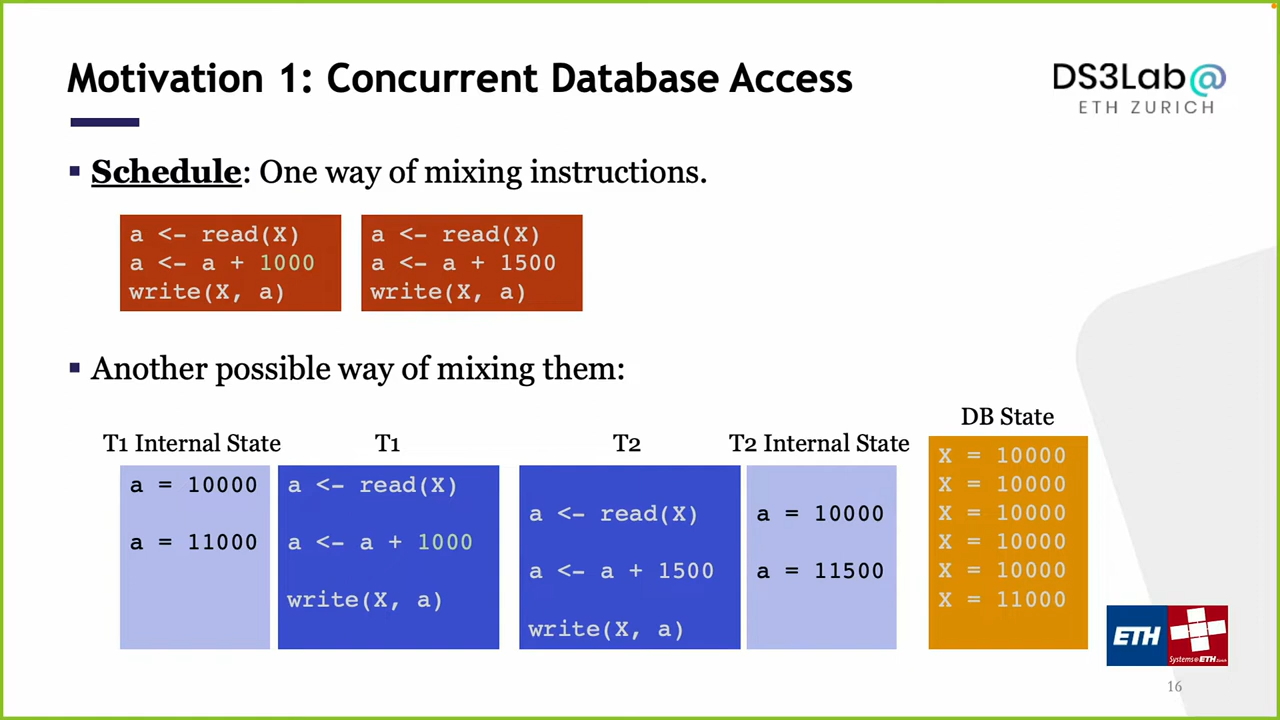 Motivation 1: Concurrent Database Access
DS3Lab@
ETH ZURICH
▪ Schedule: One way of mixing instructions.
a <- read(X)
a <- a + 1000
write(X, a)
a <- read(X)
a <- a + 1500
write(X, a)
▪ Another possible way of mixing them:
T1 Internal State
a = 10000
a = 11000
T1
a <- read(X)
a <- a + 1000
write(X, a)
T2
a <- read(X)
a <- a + 1500
write(X, a)
T2 Internal State
a = 10000
a = 11500
DB State
X = 10000
X = 10000
X = 10000
X = 10000
X = 10000
X = 11000
ETH
Systems@ETH Zürich
16